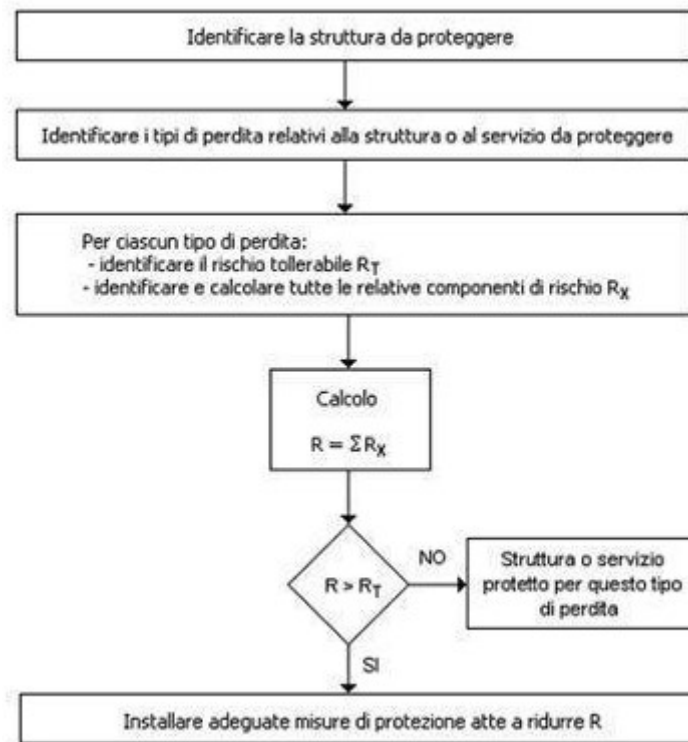 Identificare la struttura da proteggere
Identificare i tipi di perdita relativi alla struttura o al servizio da proteggere
Per ciascun tipo di perdita:
- identificare il rischio tollerabile RT
- identificare e calcolare tutte le relative componenti di rischio RX
Calcolo
R = ΣRX
R > RT
NO
Struttura o servizio
protetto per questo tipo
di perdita
SI
Installare adeguate misure di protezione atte a ridurre R